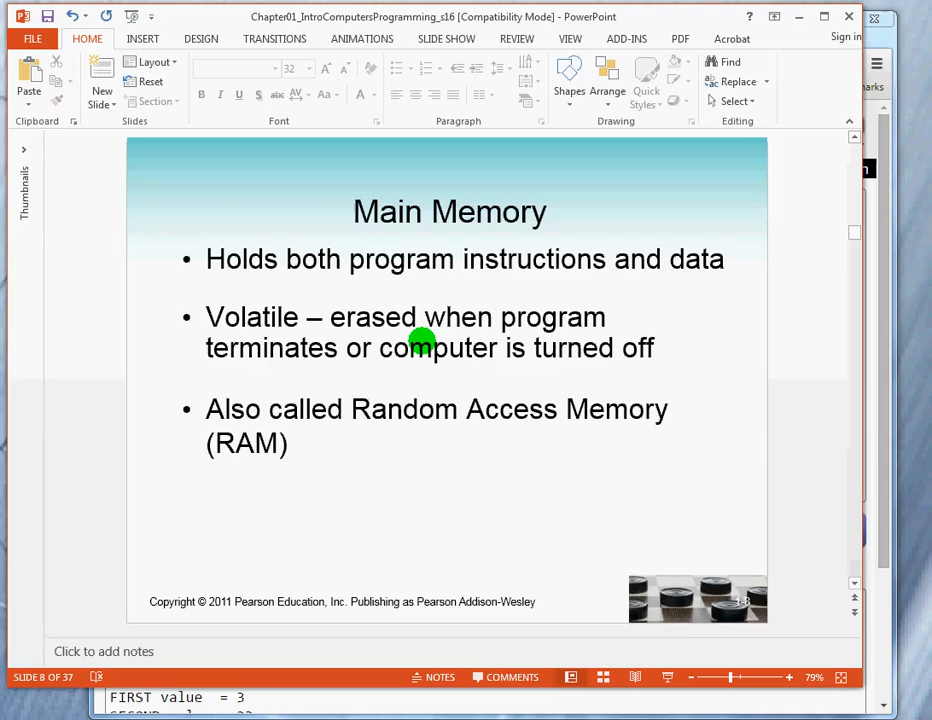 Chapter01_IntroComputersProgramming_s16 [Compatibility Mode] - PowerPoint
?
FILE HOME INSERT DESIGN TRANSITIONS ANIMATIONS SLIDE SHOW REVIEW VIEW ADD-INS PDF Acrobat Sign in
Paste
New
Slide
Layout
Reset
Section
32
B I U S abc AV Aa A
Shapes Arrange Quick
Styles
Find
Replace
Select
Clipboard Slides Font Paragraph Drawing Editing
arks
Thumbnails
Main Memory
• Holds both program instructions and data
• Volatile – erased when program
terminates or computer is turned off
• Also called Random Access Memory
(RAM)
Copyright © 2011 Pearson Education, Inc. Publishing as Pearson Addison-Wesley
Click to add notes
SLIDE 8 OF 37 NOTES COMMENTS 79%
FIRST value = 3